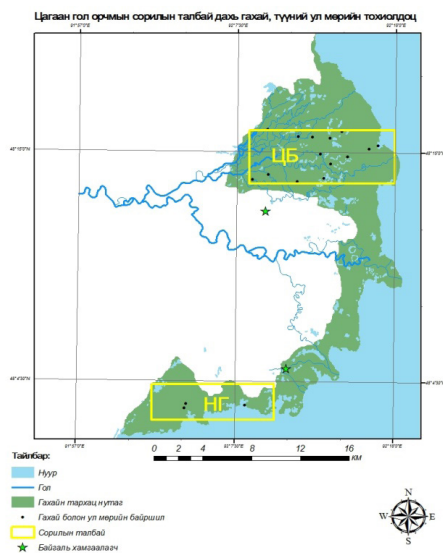 Цагаан гол орчмын сорилын талбай дахь гахай, түүний ул мөрийн тохиолдоц
ЦБ
НГ
0 2 4 8 12 16
км
Тайлбар:
Нуур
Гол
Гахайн тархац нутаг
Гахай болон ул мөрийн байршил
Сорилын талбай
Байгаль хамгаалагч
N
W E
S